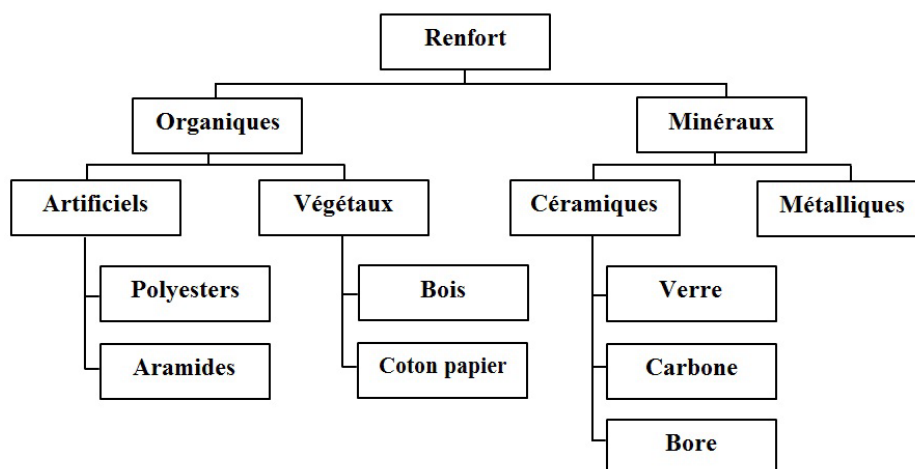 Renfort
Organiques
Minéraux
Artificiels
Végétaux
Céramiques
Métalliques
Polyesters
Bois
Verre
Aramides
Coton papier
Carbone
Bore